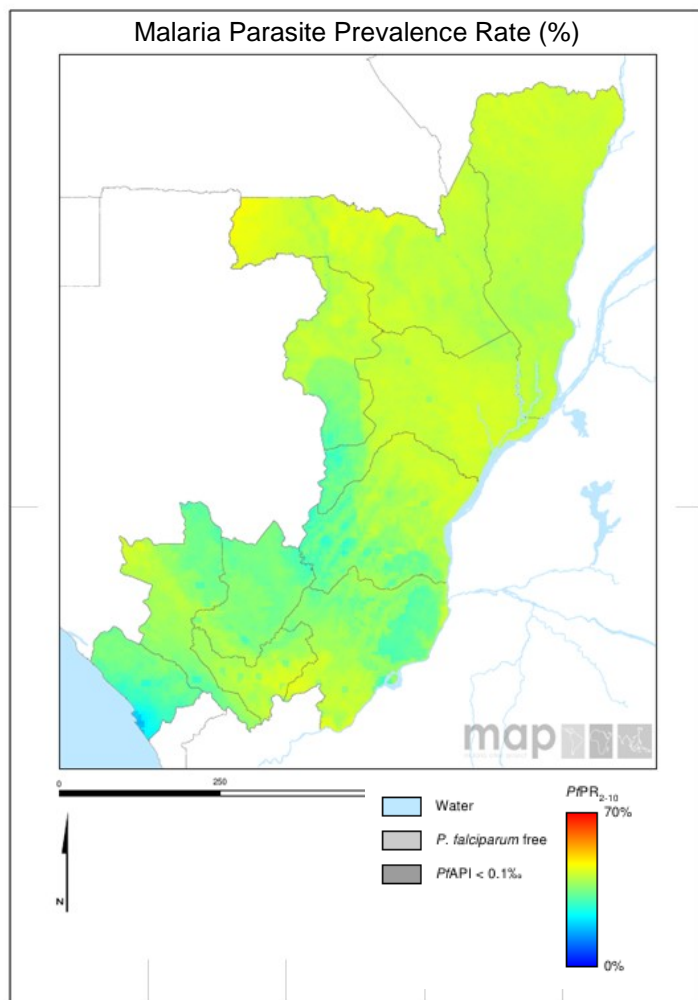 Malaria Parasite Prevalence Rate (%)
map
0
250
N
Water
P. falciparum free
PfAPI < 0.1‰
PfPR2-10
70%
0%